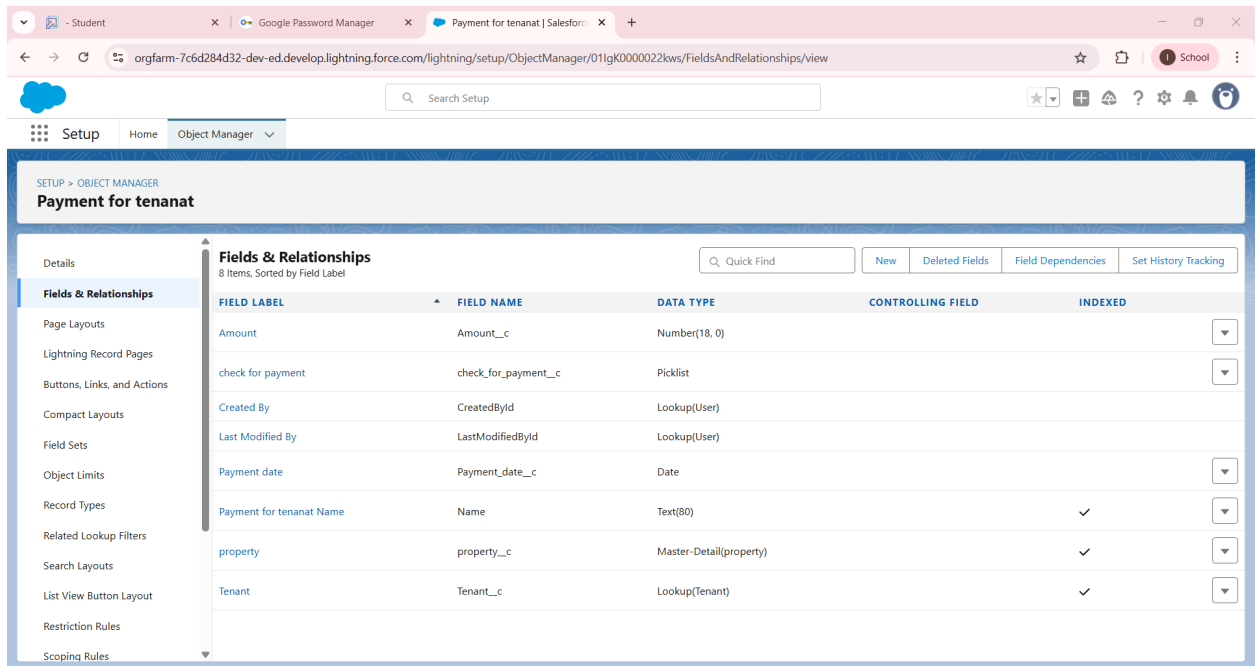 - Student
Google Password Manager
Payment for tenanat | Salesforc
orgfarm-7c6d284d32-dev-ed.develop.lightning.force.com/lightning/setup/ObjectManager/01IgK0000022kws/FieldsAndRelationships/view
I School
Search Setup
Setup Home Object Manager
SETUP > OBJECT MANAGER
Payment for tenanat
Details
Fields & Relationships
Page Layouts
Lightning Record Pages
Buttons, Links, and Actions
Compact Layouts
Field Sets
Object Limits
Record Types
Related Lookup Filters
Search Layouts
List View Button Layout
Restriction Rules
Scoping Rules
Fields & Relationships
8 Items, Sorted by Field Label
Quick Find
New Deleted Fields Field Dependencies Set History Tracking
FIELD LABEL FIELD NAME DATA TYPE CONTROLLING FIELD INDEXED
Amount Amount__c Number(18, 0)
check for payment check_for_payment__c Picklist
Created By CreatedById Lookup(User)
Last Modified By LastModifiedById Lookup(User)
Payment date Payment_date__c Date
Payment for tenanat Name Name Text(80)
property property__c Master-Detail(property)
Tenant Tenant__c Lookup(Tenant)